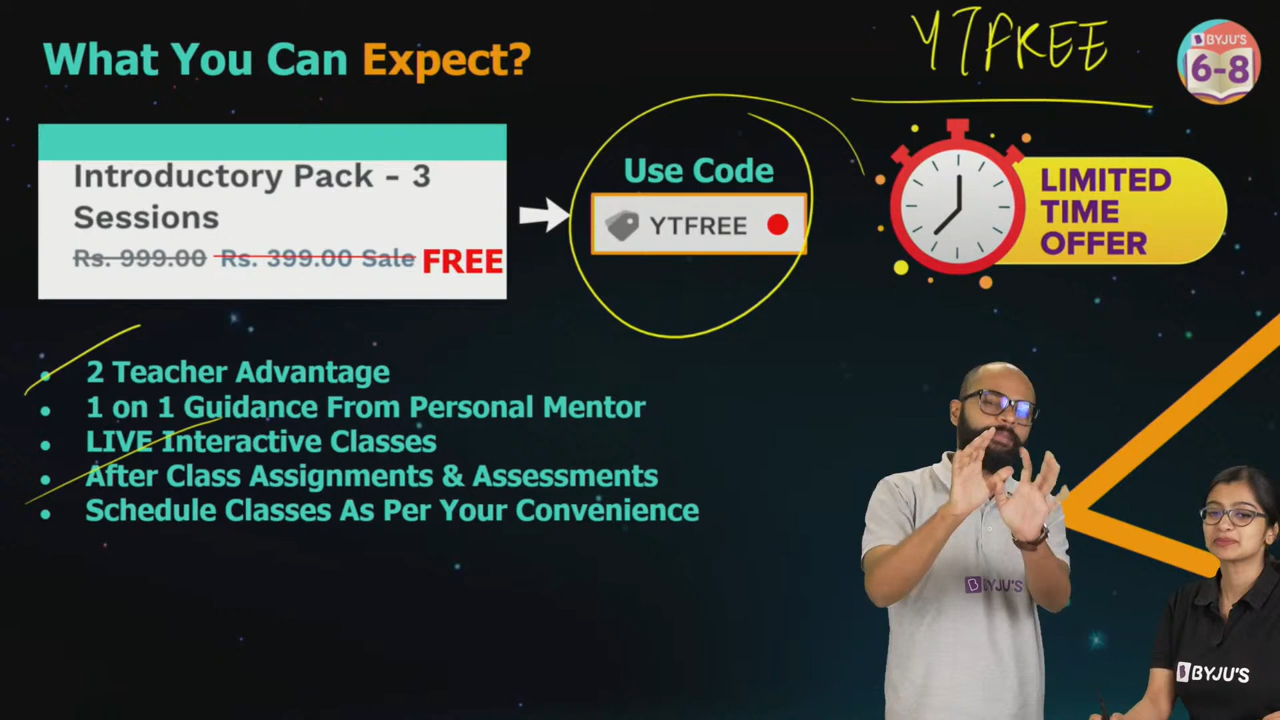 What You Can Expect?
YTFREE
BYJU'S
6-8
Introductory Pack - 3
Sessions
Rs. 999.00 Rs. 399.00 Sale FREE
Use Code
YTFREE
LIMITED
TIME
OFFER
2 Teacher Advantage
1 on 1 Guidance From Personal Mentor
LIVE Interactive Classes
After Class Assignments & Assessments
Schedule Classes As Per Your Convenience
BYJU'S
BYJU'S